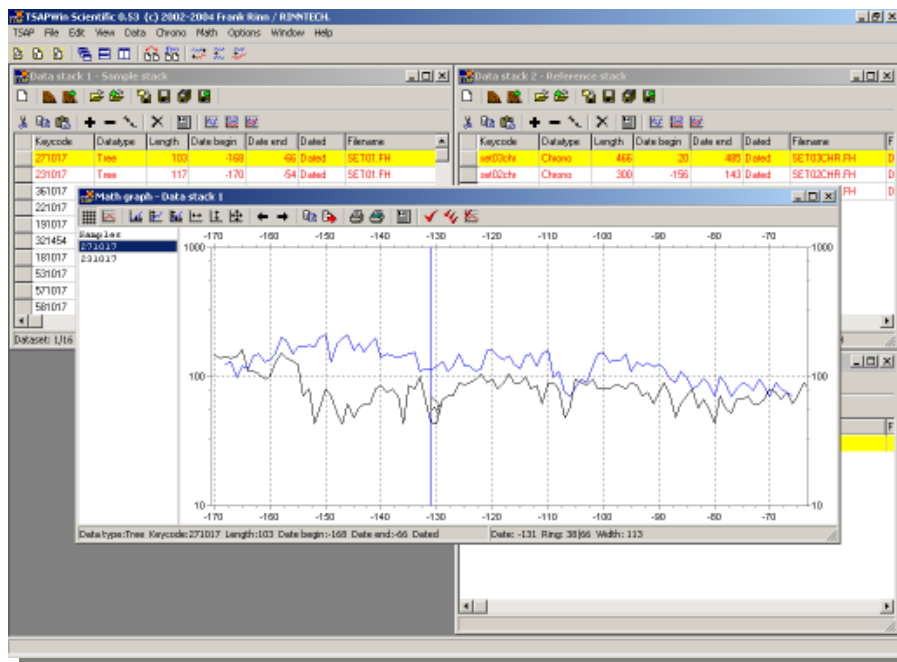 TSAPWin Scientific 0.53 (c) 2002-2004 Frank Rinn / RINNTECH.
TSAP File Edit View Data Chrono Math Options Window Help
Data stack 1 - Sample stack
Keycode Datatype Length Date begin Date end Dated Filename
271017 Tree 103 -168 -66 Dated SET01.FH
231017 Tree 117 -170 -54 Dated SET01.FH
361017
221017
191017
321454
181017
531017
571017
581017
Dataset: 1/16
Data stack 2 - Reference stack
Keycode Datatype Length Date begin Date end Dated Filename F
set03chr Chrono 466 20 485 Dated SET03CHR.FH D
set02chr Chrono 300 -156 143 Dated SET02CHR.FH D
.FH D
F
Math graph - Data stack 1
Samples
271017
231017
-170 -160 -150 -140 -130 -120 -110 -100 -90 -80 -70
1000 1000
100 100
10 10
-170 -160 -150 -140 -130 -120 -110 -100 -90 -80 -70
Data type:Tree Keycode:271017 Length:103 Date begin:-168 Date end:-66 Dated
Date: -131 Ring: 38|66 Width: 113